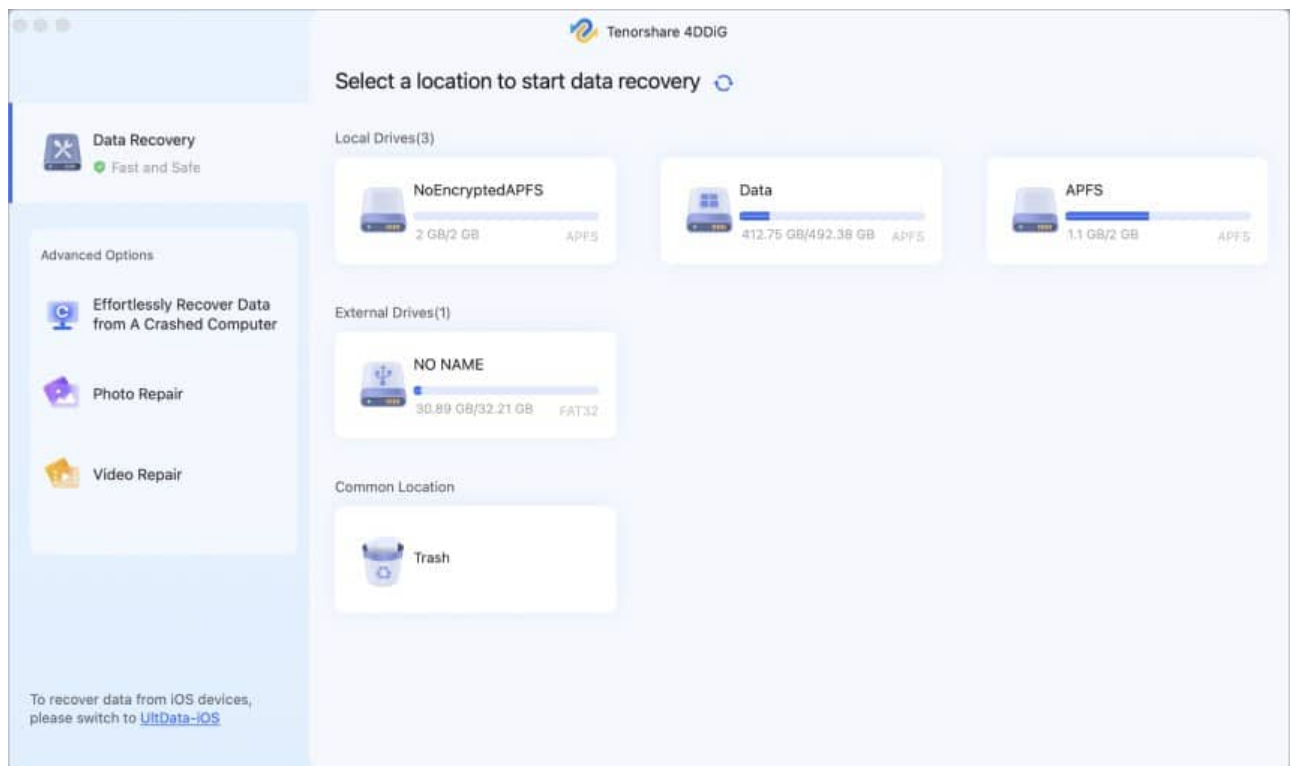 Tenorshare 4DDiG
Select a location to start data recovery
Data Recovery
Fast and Safe
Advanced Options
Effortlessly Recover Data
from A Crashed Computer
Photo Repair
Video Repair
To recover data from iOS devices,
please switch to UltData-iOS
Local Drives(3)
NoEncryptedAPFS
2 GB/2 GB APFS
Data
412.75 GB/492.38 GB APFS
APFS
1.1 GB/2 GB APFS
External Drives(1)
NO NAME
30.89 GB/32.21 GB FAT32
Common Location
Trash